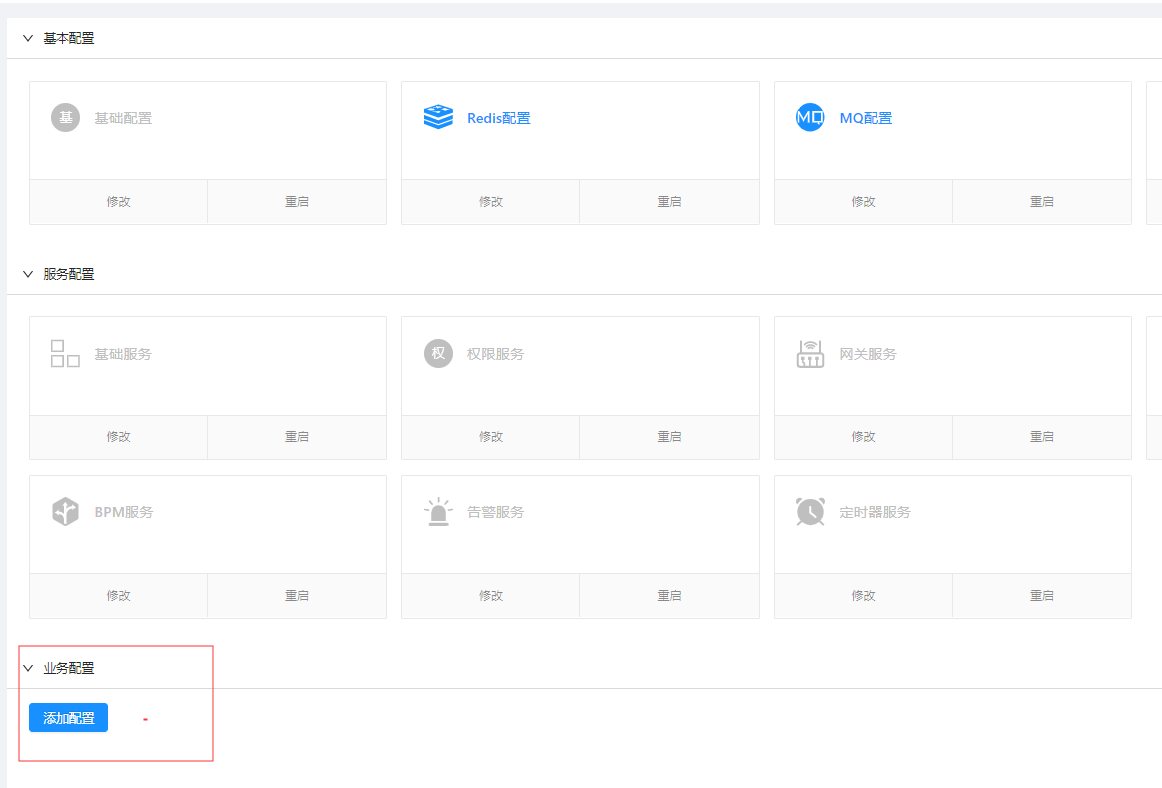 基本配置
基 基础配置 Redis配置 MQ MQ配置
修改 重启 修改 重启 修改 重启
服务配置
基础服务 权 权限服务 网关服务
修改 重启 修改 重启 修改 重启
BPM服务 告警服务 定时器服务
修改 重启 修改 重启 修改 重启
业务配置
添加配置 -